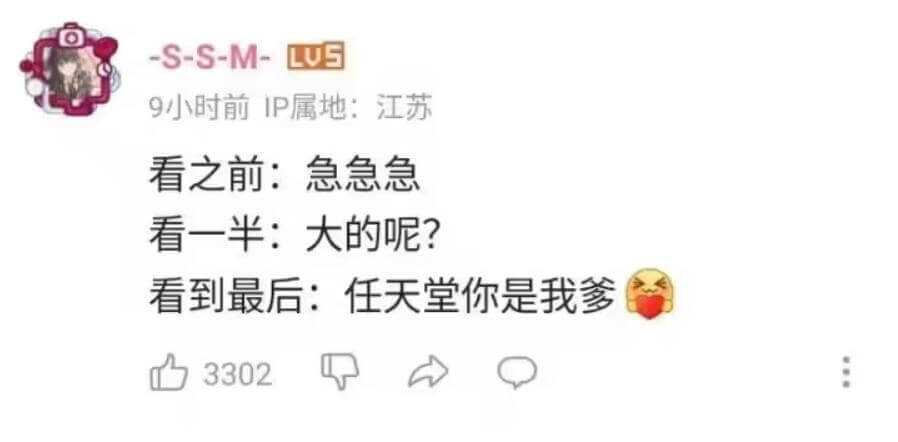 -S-S-M- LV5
9小时前 IP属地：江苏
看之前：急急急
看一半：大的呢？
看到最后：任天堂你是我爹
3302